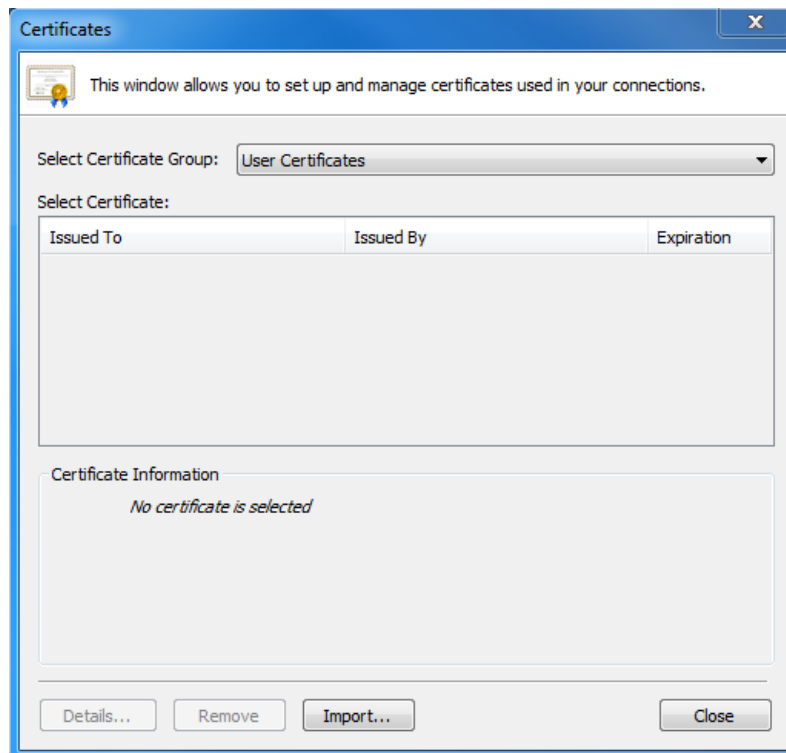 Certificates
X
This window allows you to set up and manage certificates used in your connections.
Select Certificate Group: User Certificates
Select Certificate:
Issued To Issued By Expiration
Certificate Information
No certificate is selected
Details... Remove Import... Close